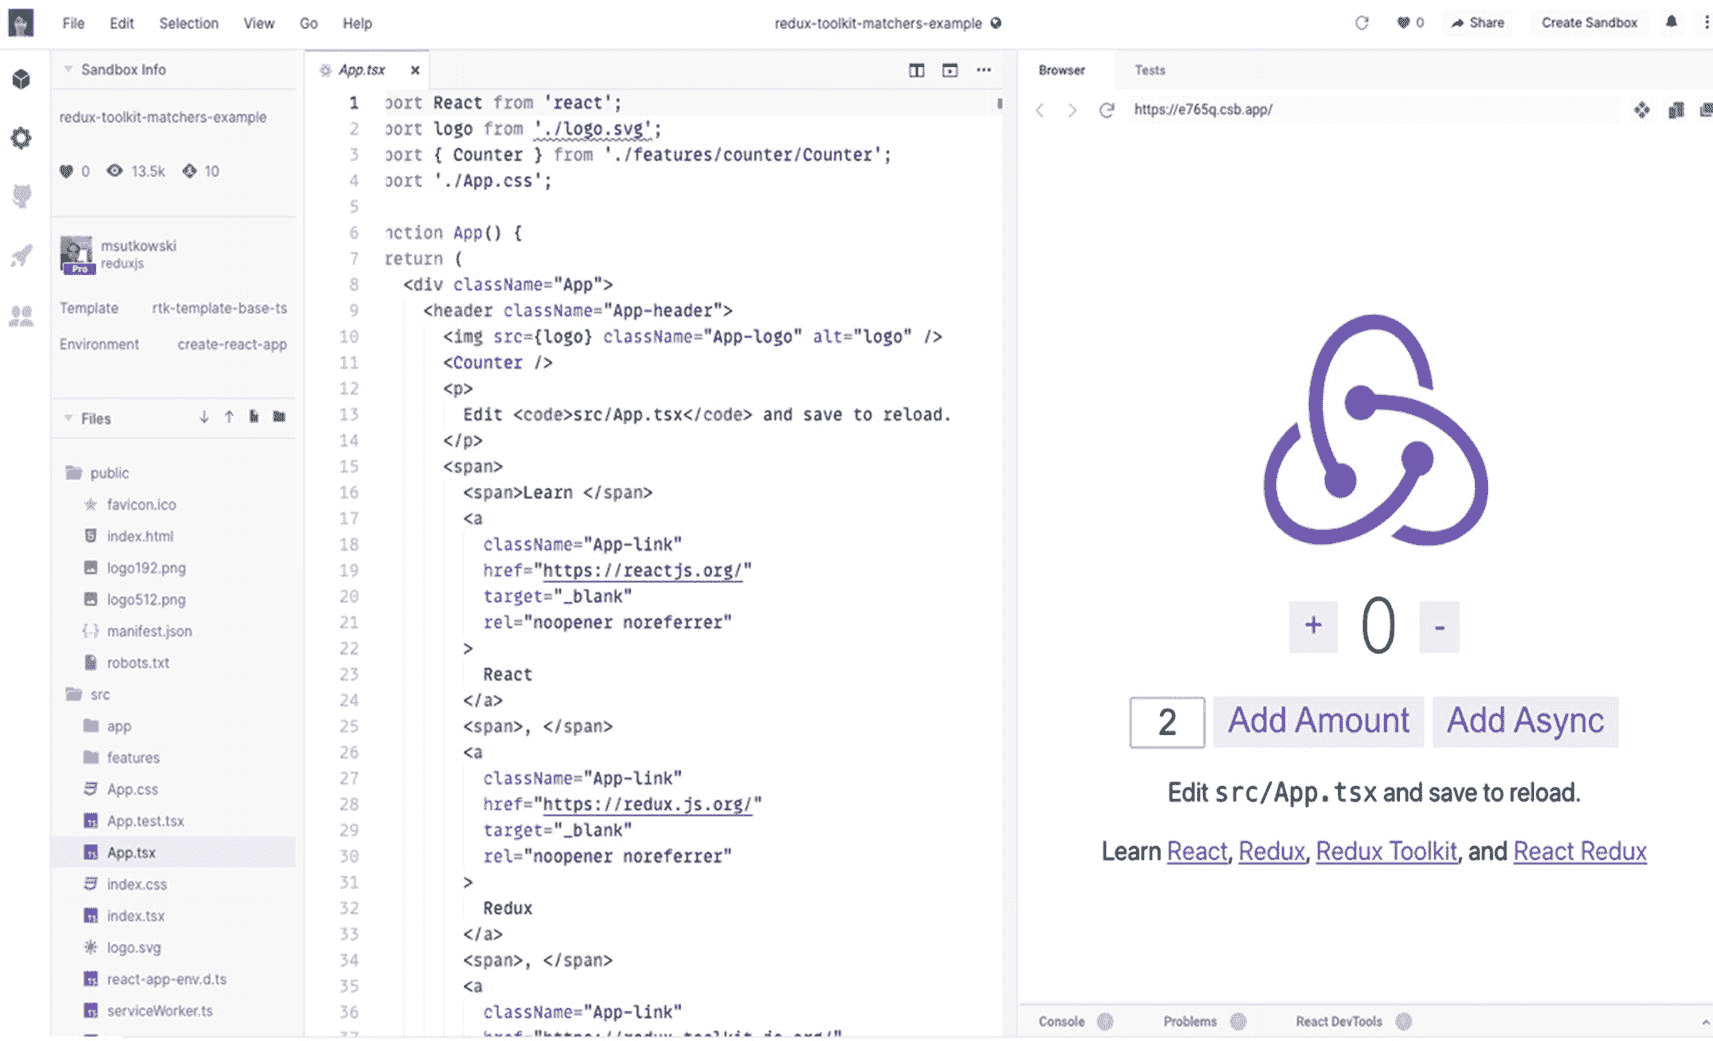 File Edit Selection View Go Help
redux-toolkit-matchers-example
0 Share Create Sandbox
Sandbox Info
redux-toolkit-matchers-example
0 13.5k 10
msutkowski
Pro reduxjs
Template rtk-template-base-ts
Environment create-react-app
Files
public
favicon.ico
index.html
logo192.png
logo512.png
manifest.json
robots.txt
src
app
features
App.css
App.test.tsx
App.tsx
index.css
index.tsx
logo.svg
react-app-env.d.ts
serviceWorker.ts
App.tsx
1 port React from 'react';
2 port logo from './logo.svg';
3 port { Counter } from './features/counter/Counter';
4 port './App.css';
5
6 nction App() {
7 return (
8 <div className="App">
9 <header className="App-header">
10 <img src={logo} className="App-logo" alt="logo" />
11 <Counter />
12 <p>
13 Edit <code>src/App.tsx</code> and save to reload.
14 </p>
15 <span>
16 <span>Learn </span>
17 <a
18 className="App-link"
19 href="https://reactjs.org/"
20 target="_blank"
21 rel="noopener noreferrer"
22 >
23 React
24 </a>
25 <span>, </span>
26 <a
27 className="App-link"
28 href="https://redux.js.org/"
29 target="_blank"
30 rel="noopener noreferrer"
31 >
32 Redux
33 </a>
34 <span>, </span>
35 <a
36 className="App-link"
37 href="https://redux-toolkit.js.org/"
Browser Tests
https://e765q.csb.app/
+ 0 -
2 Add Amount Add Async
Edit src/App.tsx and save to reload.
Learn React, Redux, Redux Toolkit, and React Redux
Console Problems React DevTools